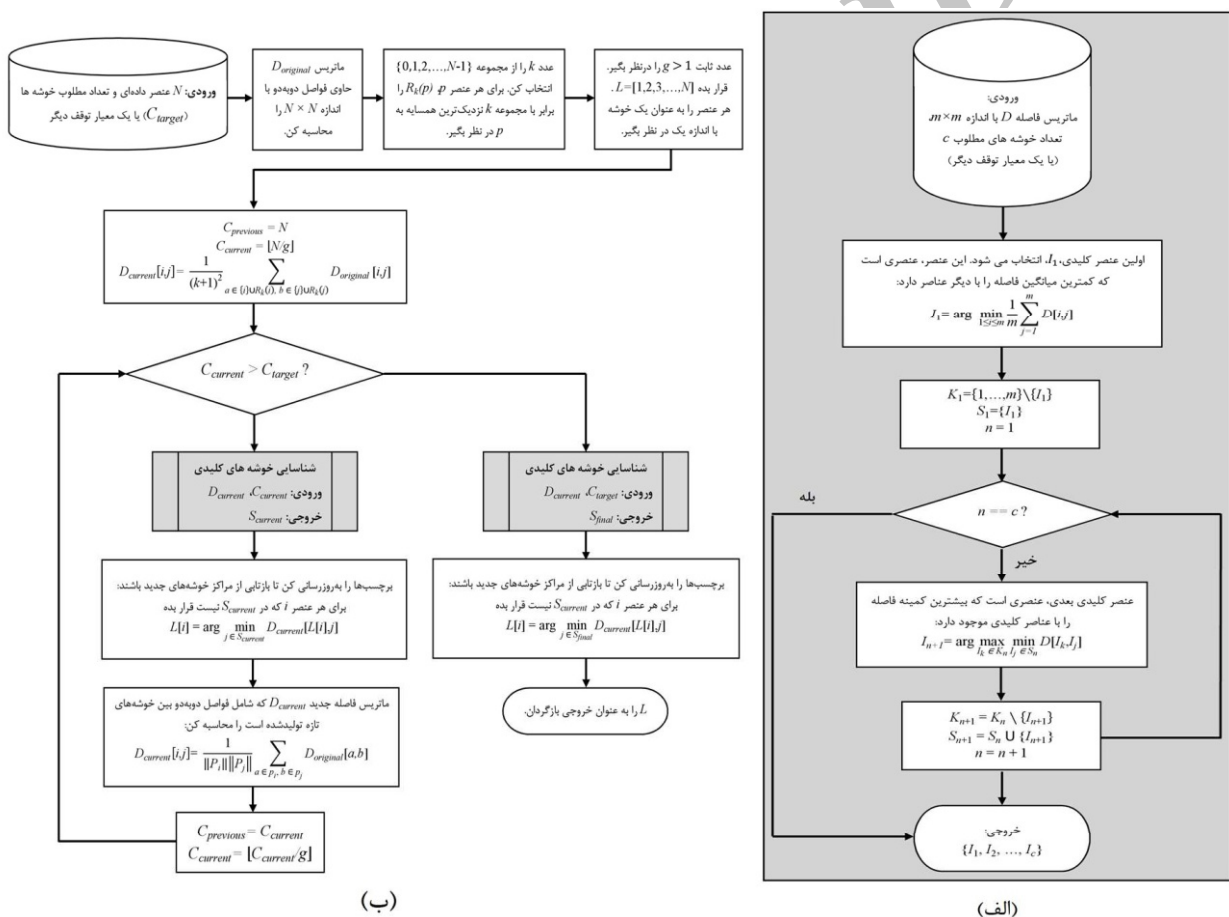 ورودی: N عنصر داده‌ای و تعداد مطلوب خوشه ها
(C_target) یا یک معیار توقف دیگر
ماتریس D_original
حاوی فواصل دوبه‌دو با
اندازه N × N را
محاسبه کن.
عدد k را از مجموعه {0,1,2,…,N-1}
انتخاب کن. برای هر عنصر p، R_k(p) را
برابر با مجموعه k نزدیک‌ترین همسایه به
p در نظر بگیر.
عدد ثابت g > 1 را درنظر بگیر.
قرار بده L=[1,2,3,…,N].
هر عنصر را به عنوان یک خوشه
با اندازه یک در نظر بگیر.
C_previous = N
C_current = ⌊N/g⌋
D_current[i,j] = 1/(k+1)^2 ∑_{a ∈ {i}∪R_k(i), b ∈ {j}∪R_k(j)} D_original [i,j]
C_current > C_target ?
شناسایی خوشه های کلیدی
ورودی: D_current ،C_current
خروجی: S_current
شناسایی خوشه های کلیدی
ورودی: D_current ،C_target
خروجی: S_final
برچسب‌ها را به‌روزرسانی کن تا بازتابی از مراکز خوشه‌های جدید باشند:
برای هر عنصر i که در S_current نیست قرار بده
L[i] = arg min_{j ∈ S_current} D_current[L[i],j]
برچسب‌ها را به‌روزرسانی کن تا بازتابی از مراکز خوشه‌های جدید باشند:
برای هر عنصر i که در S_current نیست قرار بده
L[i] = arg min_{j ∈ S_final} D_current[L[i],j]
ماتریس فاصله جدید D_current که شامل فواصل دوبه‌دو بین خوشه‌های
تازه تولیدشده است را محاسبه کن:
D_current[i,j]= 1/(||P_i|| ||P_j||) ∑_{a ∈ p_i, b ∈ p_j} D_original[a,b]
L را به عنوان خروجی بازگردان.
C_previous = C_current
C_current = ⌊C_current/g⌋
(ب)
ورودی:
ماتریس فاصله D با اندازه m×m،
تعداد خوشه های مطلوب c
(یا یک معیار توقف دیگر)
اولین عنصر کلیدی، I_1، انتخاب می شود. این عنصر، عنصری است
که کمترین میانگین فاصله را با دیگر عناصر دارد:
I_1= arg min_{1≤i≤m} 1/m ∑_{j=1}^{m} D[i,j]
K_1={1,…,m}\{I_1}
S_1={I_1}
n = 1
n == c ?
بله
خیر
عنصر کلیدی بعدی، عنصری است که بیشترین کمینه فاصله
را با عناصر کلیدی موجود دارد:
I_{n+1}= arg max_{I_k ∈ K_n} min_{I_j ∈ S_n} D[I_k,I_j]
K_{n+1} = K_n \ {I_{n+1}}
S_{n+1} = S_n ∪ {I_{n+1}}
n = n + 1
خروجی:
{I_1, I_2, …, I_c}
(الف)